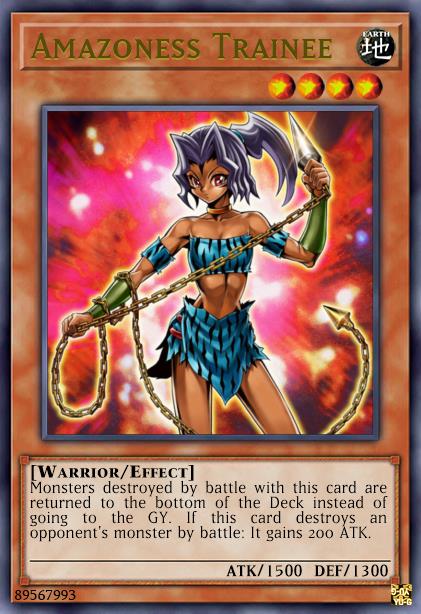 AMAZONESS TRAINEE
EARTH
地
[WARRIOR/EFFECT]
Monsters destroyed by battle with this card are
returned to the bottom of the Deck instead of
going to the GY. If this card destroys an
opponent's monster by battle: It gains 200 ATK.
ATK/1500 DEF/1300
89567993